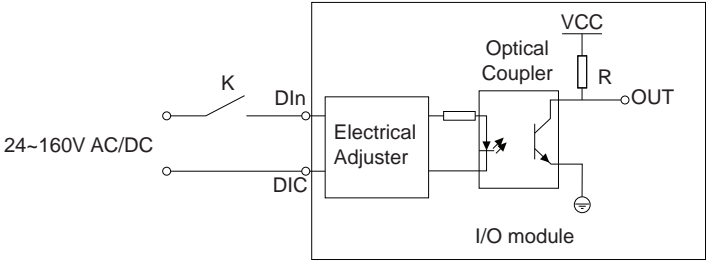 VCC
Optical
Coupler
R
K
DIn
OUT
24~160V AC/DC
Electrical
Adjuster
DIC
I/O module